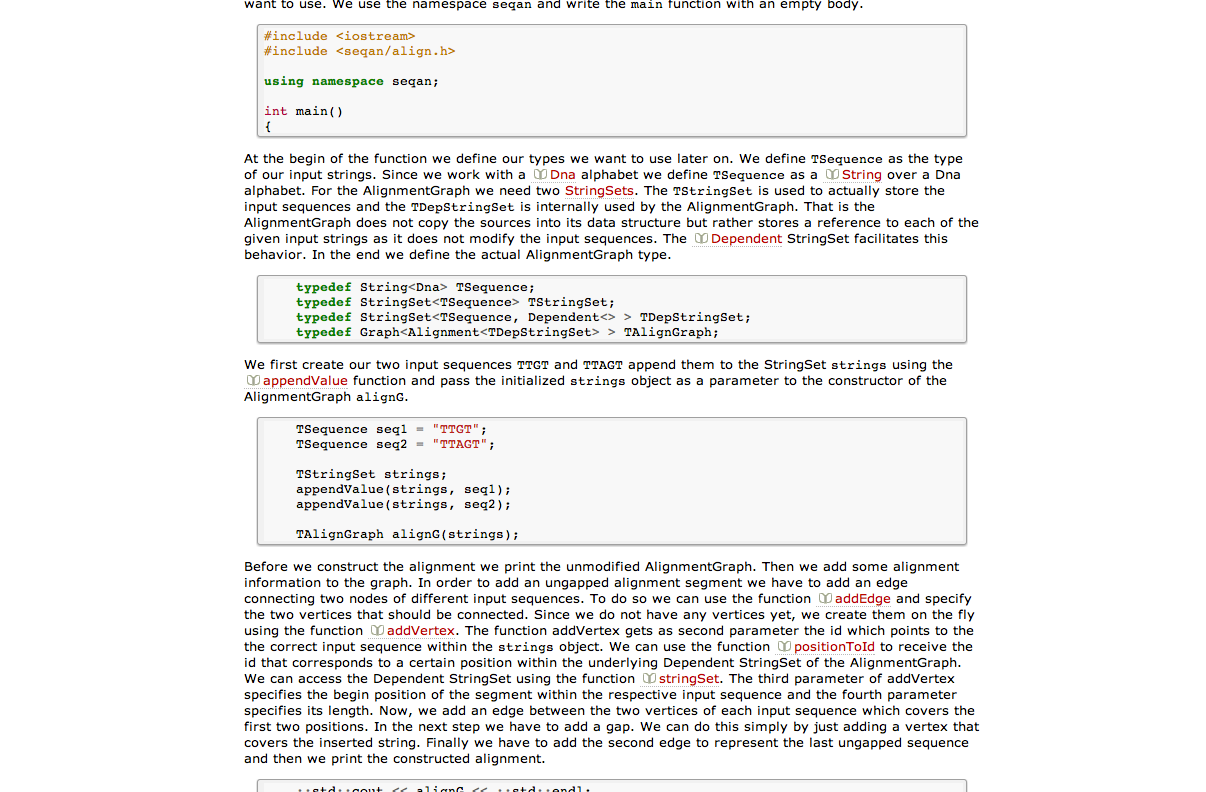 want to use. We use the namespace seqan and write the main function with an empty body.
#include <iostream>
#include <seqan/align.h>
using namespace seqan;
int main()
{
At the begin of the function we define our types we want to use later on. We define TSequence as the type
of our input strings. Since we work with a Dna alphabet we define TSequence as a String over a Dna
alphabet. For the AlignmentGraph we need two StringSets. The TStringSet is used to actually store the
input sequences and the TDepStringSet is internally used by the AlignmentGraph. That is the
AlignmentGraph does not copy the sources into its data structure but rather stores a reference to each of the
given input strings as it does not modify the input sequences. The Dependent StringSet facilitates this
behavior. In the end we define the actual AlignmentGraph type.
typedef String<Dna> TSequence;
typedef StringSet<TSequence> TStringSet;
typedef StringSet<TSequence, Dependent<> > TDepStringSet;
typedef Graph<Alignment<TDepStringSet> > TAlignGraph;
We first create our two input sequences TTGT and TTAGT append them to the StringSet strings using the
appendValue function and pass the initialized strings object as a parameter to the constructor of the
AlignmentGraph alignG.
TSequence seq1 = "TTGT";
TSequence seq2 = "TTAGT";
TStringSet strings;
appendValue(strings, seq1);
appendValue(strings, seq2);
TAlignGraph alignG(strings);
Before we construct the alignment we print the unmodified AlignmentGraph. Then we add some alignment
information to the graph. In order to add an ungapped alignment segment we have to add an edge
connecting two nodes of different input sequences. To do so we can use the function addEdge and specify
the two vertices that should be connected. Since we do not have any vertices yet, we create them on the fly
using the function addVertex. The function addVertex gets as second parameter the id which points to the
the correct input sequence within the strings object. We can use the function positionToId to receive the
id that corresponds to a certain position within the underlying Dependent StringSet of the AlignmentGraph.
We can access the Dependent StringSet using the function stringSet. The third parameter of addVertex
specifies the begin position of the segment within the respective input sequence and the fourth parameter
specifies its length. Now, we add an edge between the two vertices of each input sequence which covers the
first two positions. In the next step we have to add a gap. We can do this simply by just adding a vertex that
covers the inserted string. Finally we have to add the second edge to represent the last ungapped sequence
and then we print the constructed alignment.
::std::cout << alignG << ::std::endl;